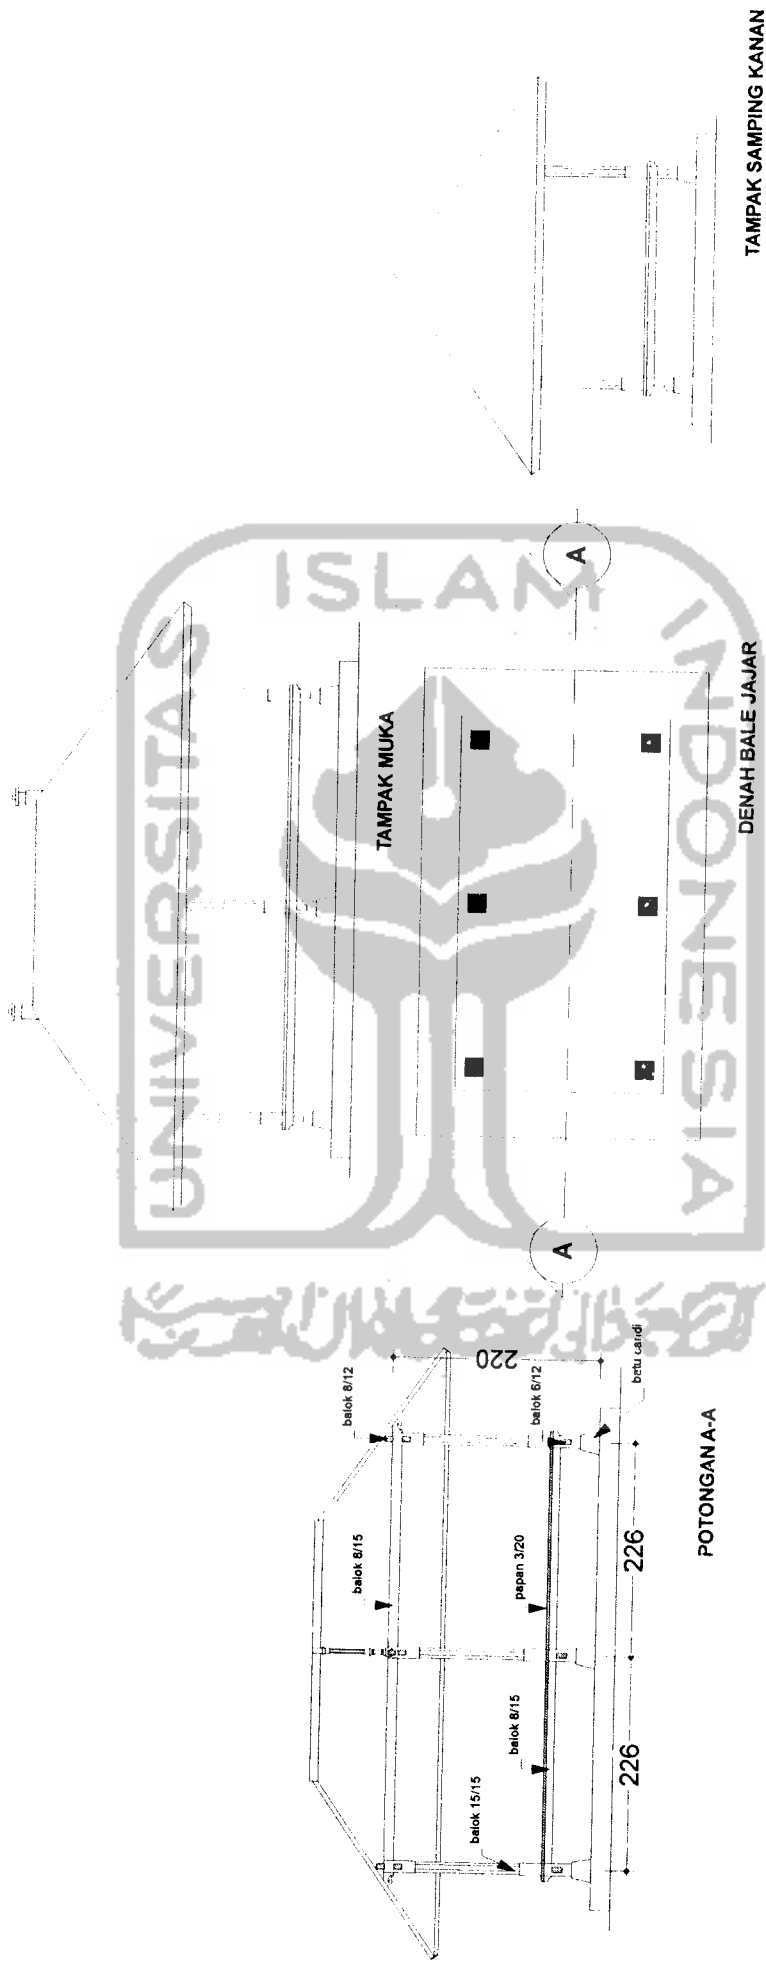 TAMPAK SAMPING KANAN
TAMPAK MUKA
DENAH BALE JAJAR
A
A
UNIVERSITAS
ISLAM
INDONESIA
balok 8/12
balok 8/15
220
balok 6/12
batu candi
papan 3/20
balok 8/15
balok 15/15
226
226
POTONGAN A-A